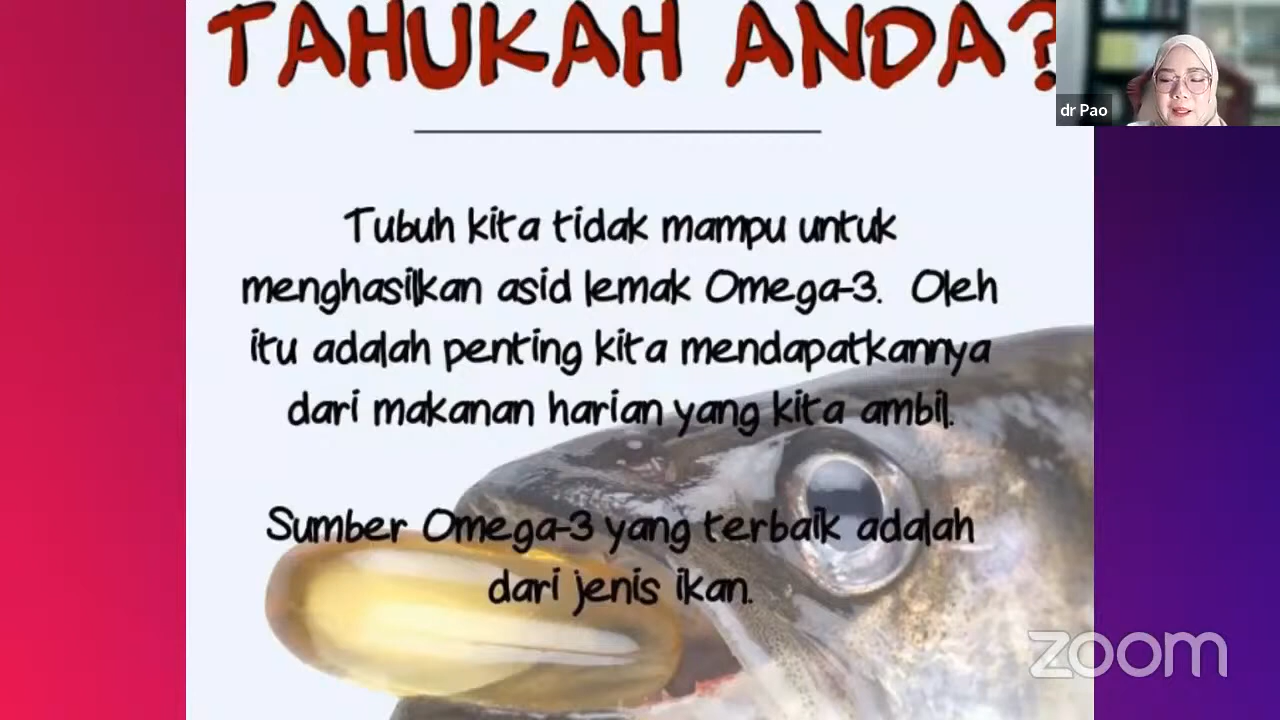 TAHUKAH ANDA?
dr Pao
Tubuh kita tidak mampu untuk
menghasilkan asid lemak Omega-3. Oleh
itu adalah penting kita mendapatkannya
dari makanan harian yang kita ambil.
Sumber Omega-3 yang terbaik adalah
dari jenis ikan.
zoom